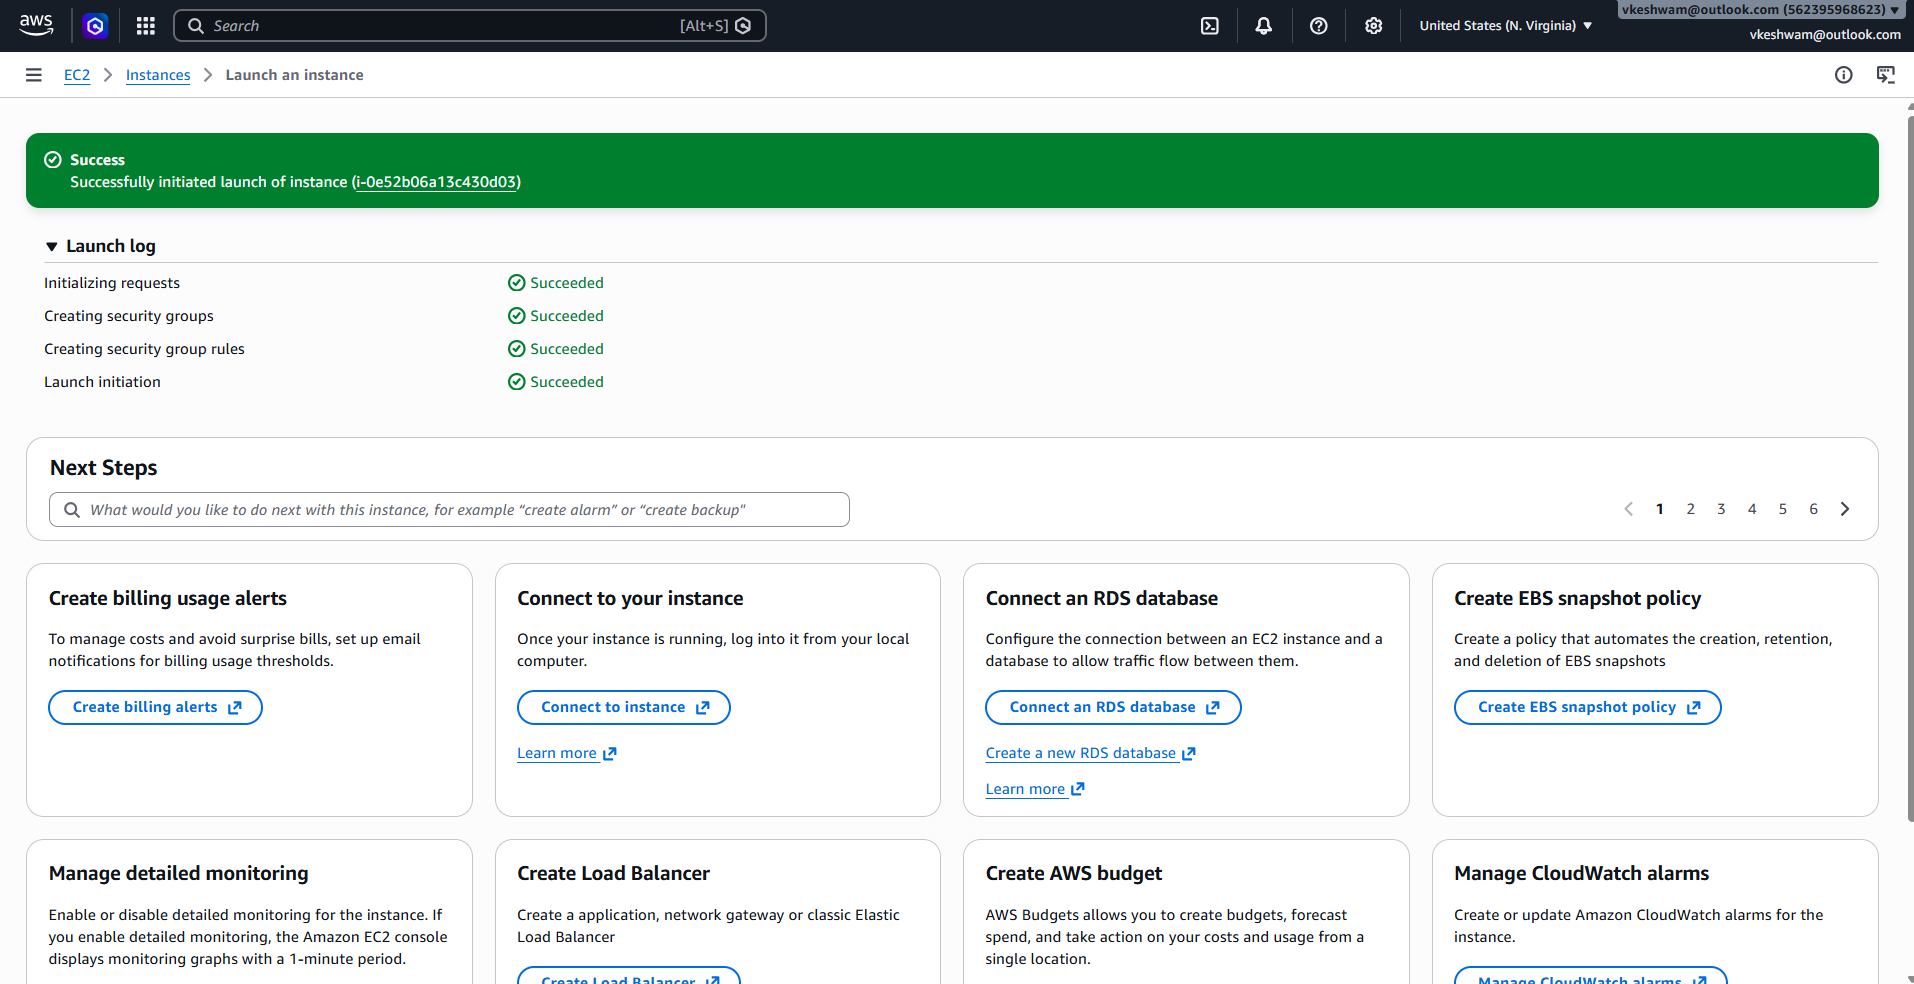 aws
Search [Alt+S]
United States (N. Virginia)
vkeshwam@outlook.com (562395968623)
vkeshwam@outlook.com
EC2 Instances Launch an instance
Success
Successfully initiated launch of instance (i-0e52b06a13c430d03)
Launch log
Initializing requests Succeeded
Creating security groups Succeeded
Creating security group rules Succeeded
Launch initiation Succeeded
Next Steps
What would you like to do next with this instance, for example “create alarm” or “create backup"
1 2 3 4 5 6
Create billing usage alerts
To manage costs and avoid surprise bills, set up email
notifications for billing usage thresholds.
Create billing alerts
Connect to your instance
Once your instance is running, log into it from your local
computer.
Connect to instance
Learn more
Connect an RDS database
Configure the connection between an EC2 instance and a
database to allow traffic flow between them.
Connect an RDS database
Create a new RDS database
Learn more
Create EBS snapshot policy
Create a policy that automates the creation, retention,
and deletion of EBS snapshots
Create EBS snapshot policy
Manage detailed monitoring
Enable or disable detailed monitoring for the instance. If
you enable detailed monitoring, the Amazon EC2 console
displays monitoring graphs with a 1-minute period.
Create Load Balancer
Create a application, network gateway or classic Elastic
Load Balancer
Create Load Balancer
Create AWS budget
AWS Budgets allows you to create budgets, forecast
spend, and take action on your costs and usage from a
single location.
Manage CloudWatch alarms
Create or update Amazon CloudWatch alarms for the
instance.
Manage CloudWatch alarms